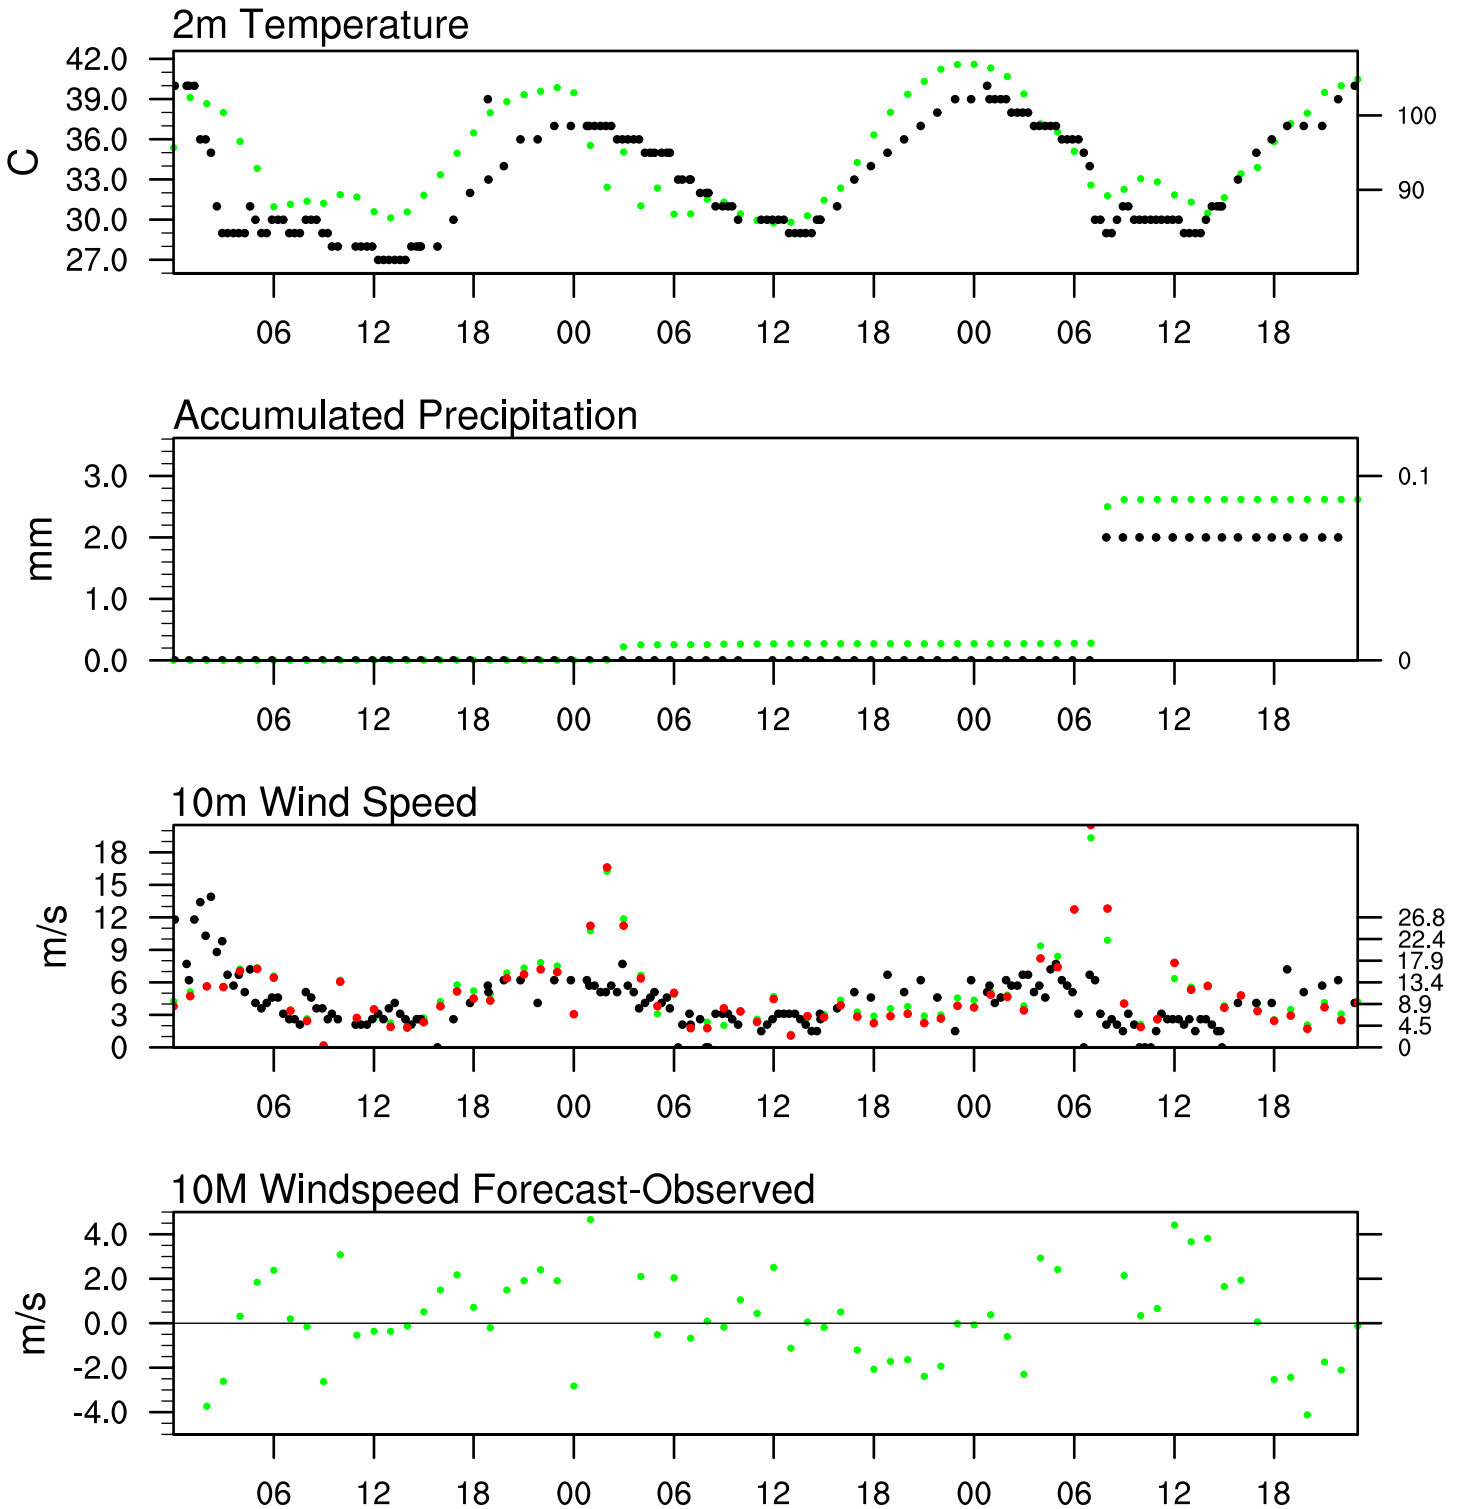 2m Temperature
42.0
39.0
36.0
33.0
30.0
27.0
C
100
90
06 12 18 00 06 12 18 00 06 12 18
Accumulated Precipitation
3.0
2.0
1.0
0.0
mm
0.1
0
06 12 18 00 06 12 18 00 06 12 18
10m Wind Speed
18
15
12
9
6
3
0
m/s
26.8
22.4
17.9
13.4
8.9
4.5
0
06 12 18 00 06 12 18 00 06 12 18
10M Windspeed Forecast-Observed
4.0
2.0
0.0
-2.0
-4.0
m/s
06 12 18 00 06 12 18 00 06 12 18